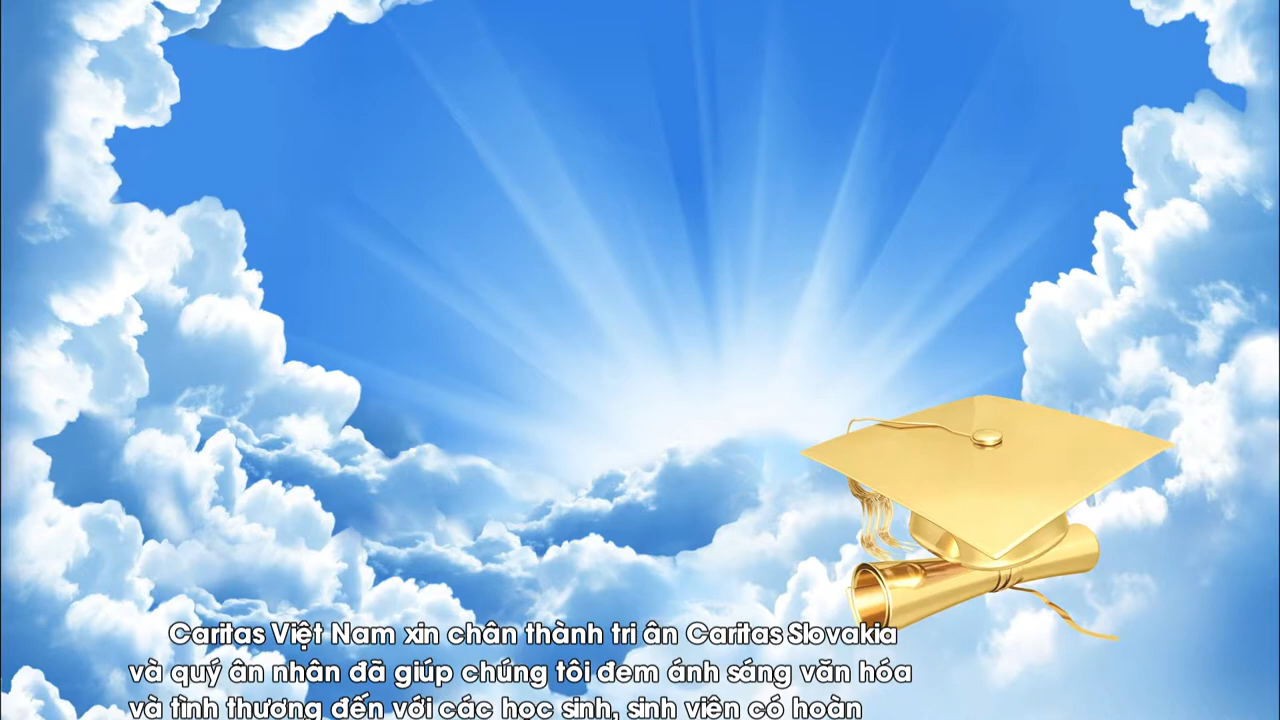 Caritas Việt Nam xin chân thành tri ân Caritas Slovakia
và quý ân nhân đã giúp chúng tôi đem ánh sáng văn hóa
và tình thương đến với các học sinh, sinh viên có hoàn